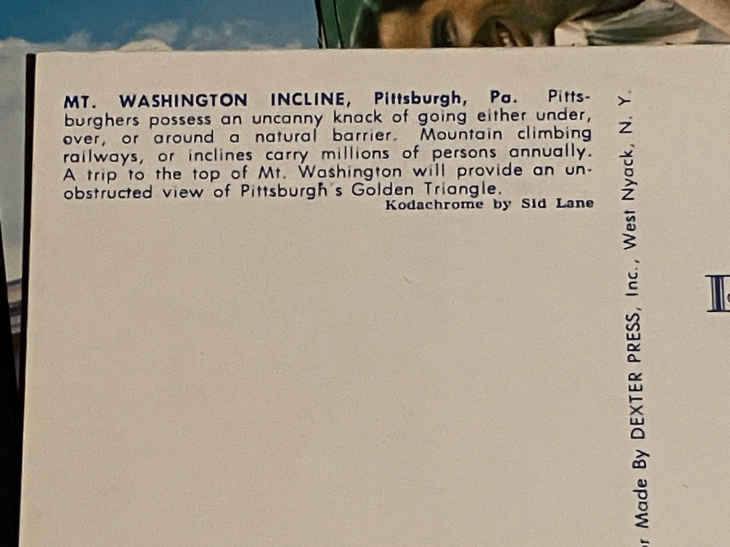 MT. WASHINGTON INCLINE, Pittsburgh, Pa. Pitts-
burghers possess an uncanny knack of going either under,
over, or around a natural barrier. Mountain climbing
railways, or inclines carry millions of persons annually.
A trip to the top of Mt. Washington will provide an un-
obstructed view of Pittsburgh's Golden Triangle.
Kodachrome by Sid Lane
Made By DEXTER PRESS, Inc., West Nyack, N. Y.